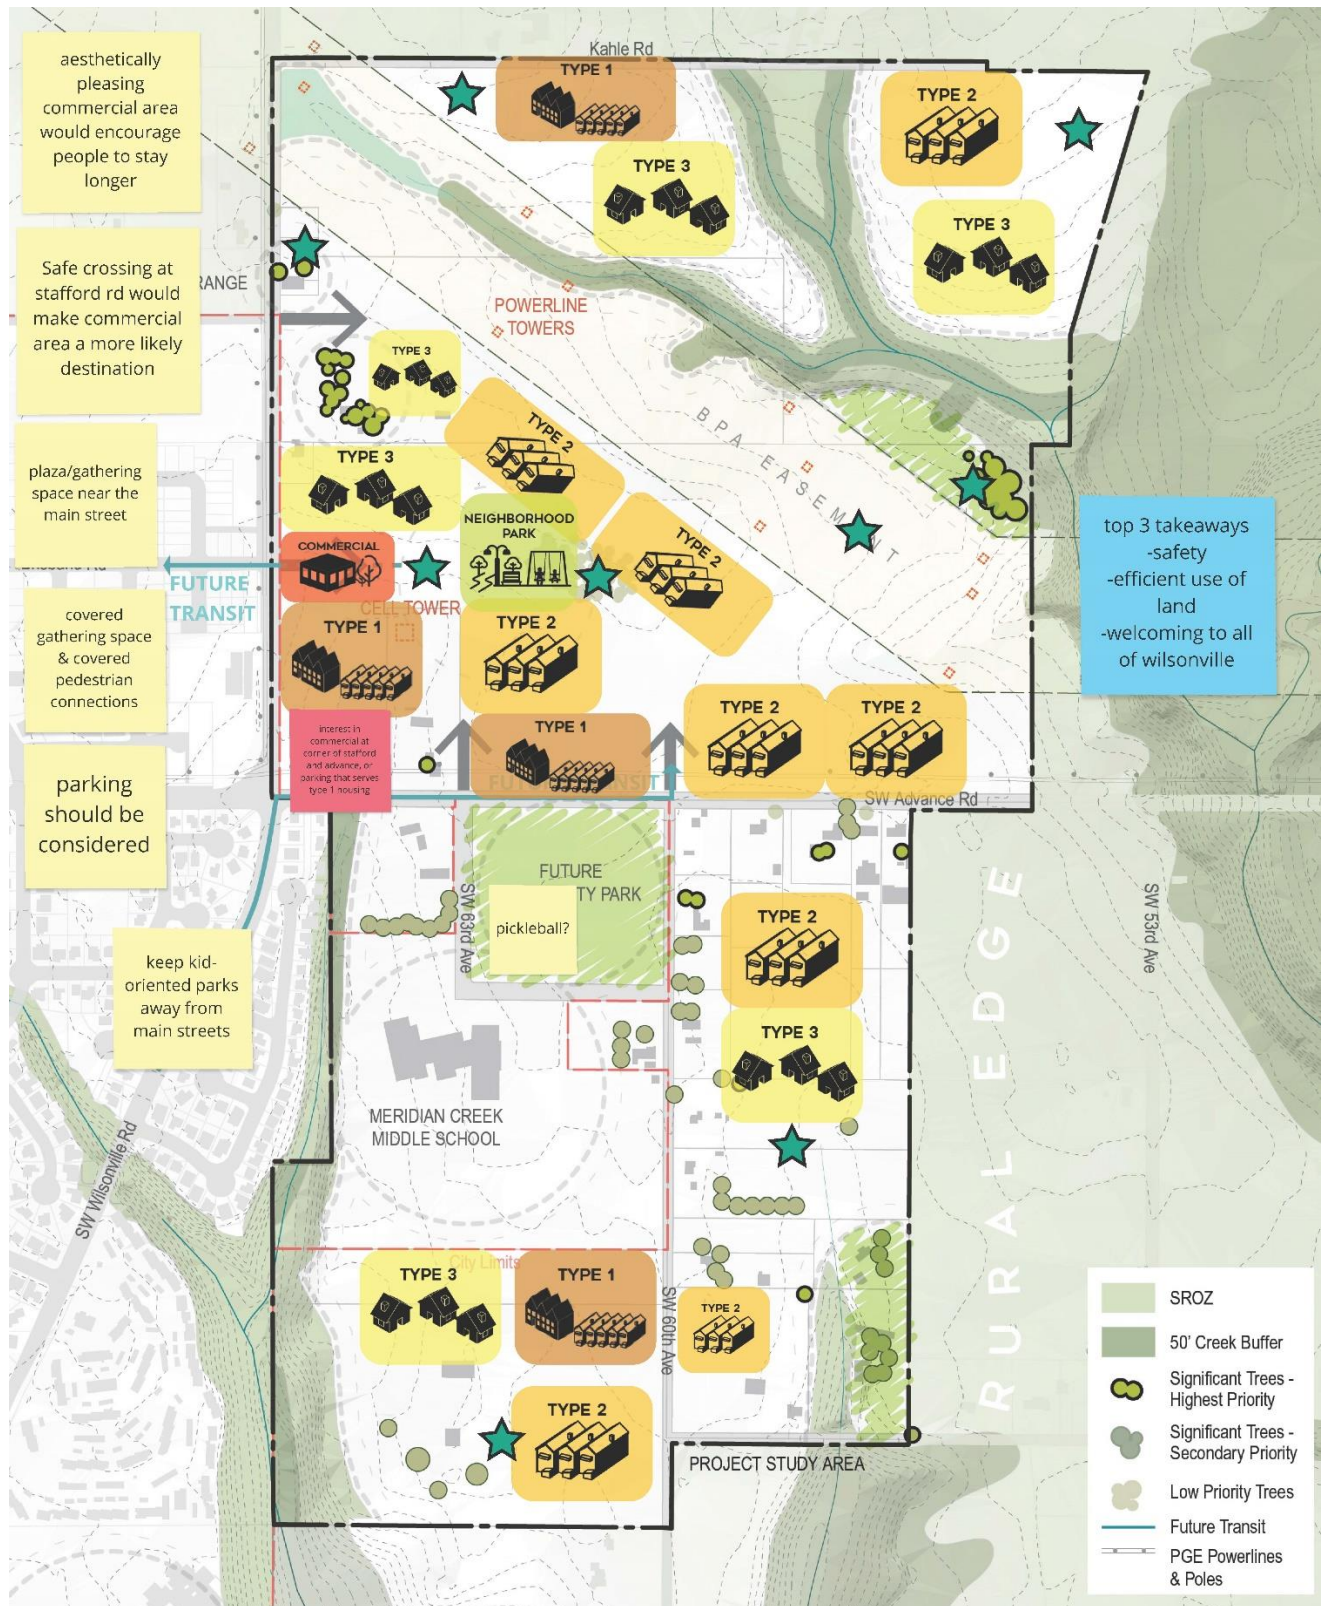 aesthetically
pleasing
commercial area
would encourage
people to stay
longer
Safe crossing at
stafford rd would
make commercial
area a more likely
destination
plaza/gathering
space near the
main street
covered
gathering space
& covered
pedestrian
connections
parking
should be
considered
keep kid-
oriented parks
away from
main streets
Kahle Rd
TYPE 1
TYPE 2
TYPE 3
TYPE 3
RANGE
POWERLINE
TOWERS
TYPE 3
TYPE 2
BPA EASEMENT
TYPE 3
NEIGHBORHOOD
PARK
TYPE 2
COMMERCIAL
FUTURE
TRANSIT
CELL TOWER
TYPE 1
TYPE 2
top 3 takeaways
-safety
-efficient use of
land
-welcoming to all
of wilsonville
interest in
commercial at
corner of stafford
and advance, or
parking that serves
type 1 housing
TYPE 1
TYPE 2
TYPE 2
SW Advance Rd
FUTURE
TY PARK
pickleball?
SW 63rd Ave
SW 53rd Ave
RURAL EDGE
TYPE 2
TYPE 3
MERIDIAN CREEK
MIDDLE SCHOOL
SW Wilsonville Rd
City Limits
TYPE 3
TYPE 1
SW 60th Ave
TYPE 2
TYPE 2
PROJECT STUDY AREA
SROZ
50' Creek Buffer
Significant Trees -
Highest Priority
Significant Trees -
Secondary Priority
Low Priority Trees
Future Transit
PGE Powerlines
& Poles